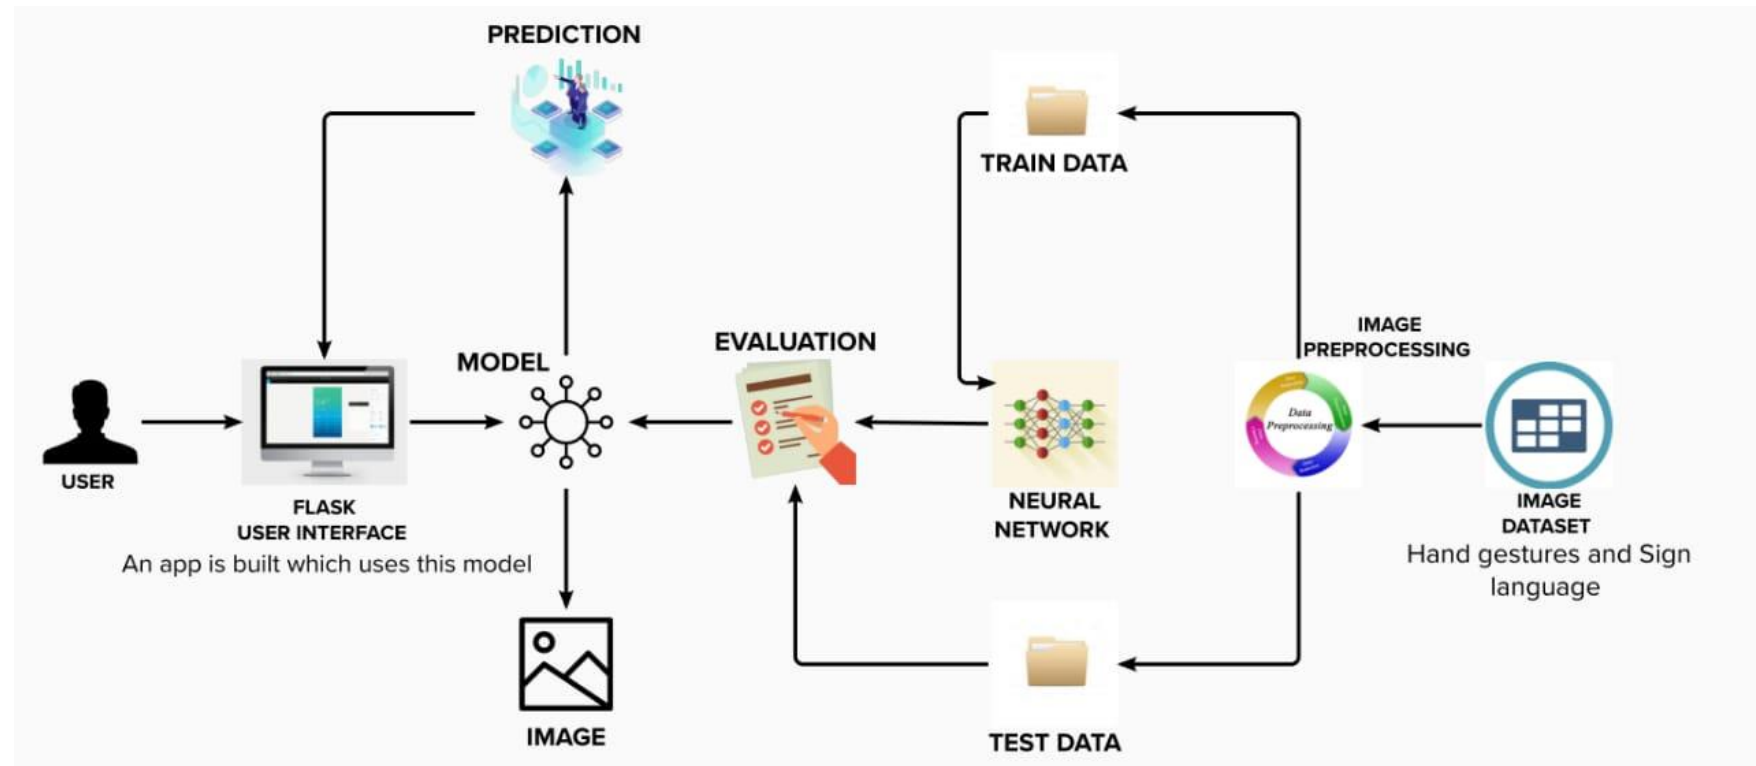 PREDICTION
TRAIN DATA
IMAGE
PREPROCESSING
EVALUATION
MODEL
Data
Preprocessing
USER
FLASK
USER INTERFACE
An app is built which uses this model
NEURAL
NETWORK
IMAGE
DATASET
Hand gestures and Sign
language
IMAGE
TEST DATA